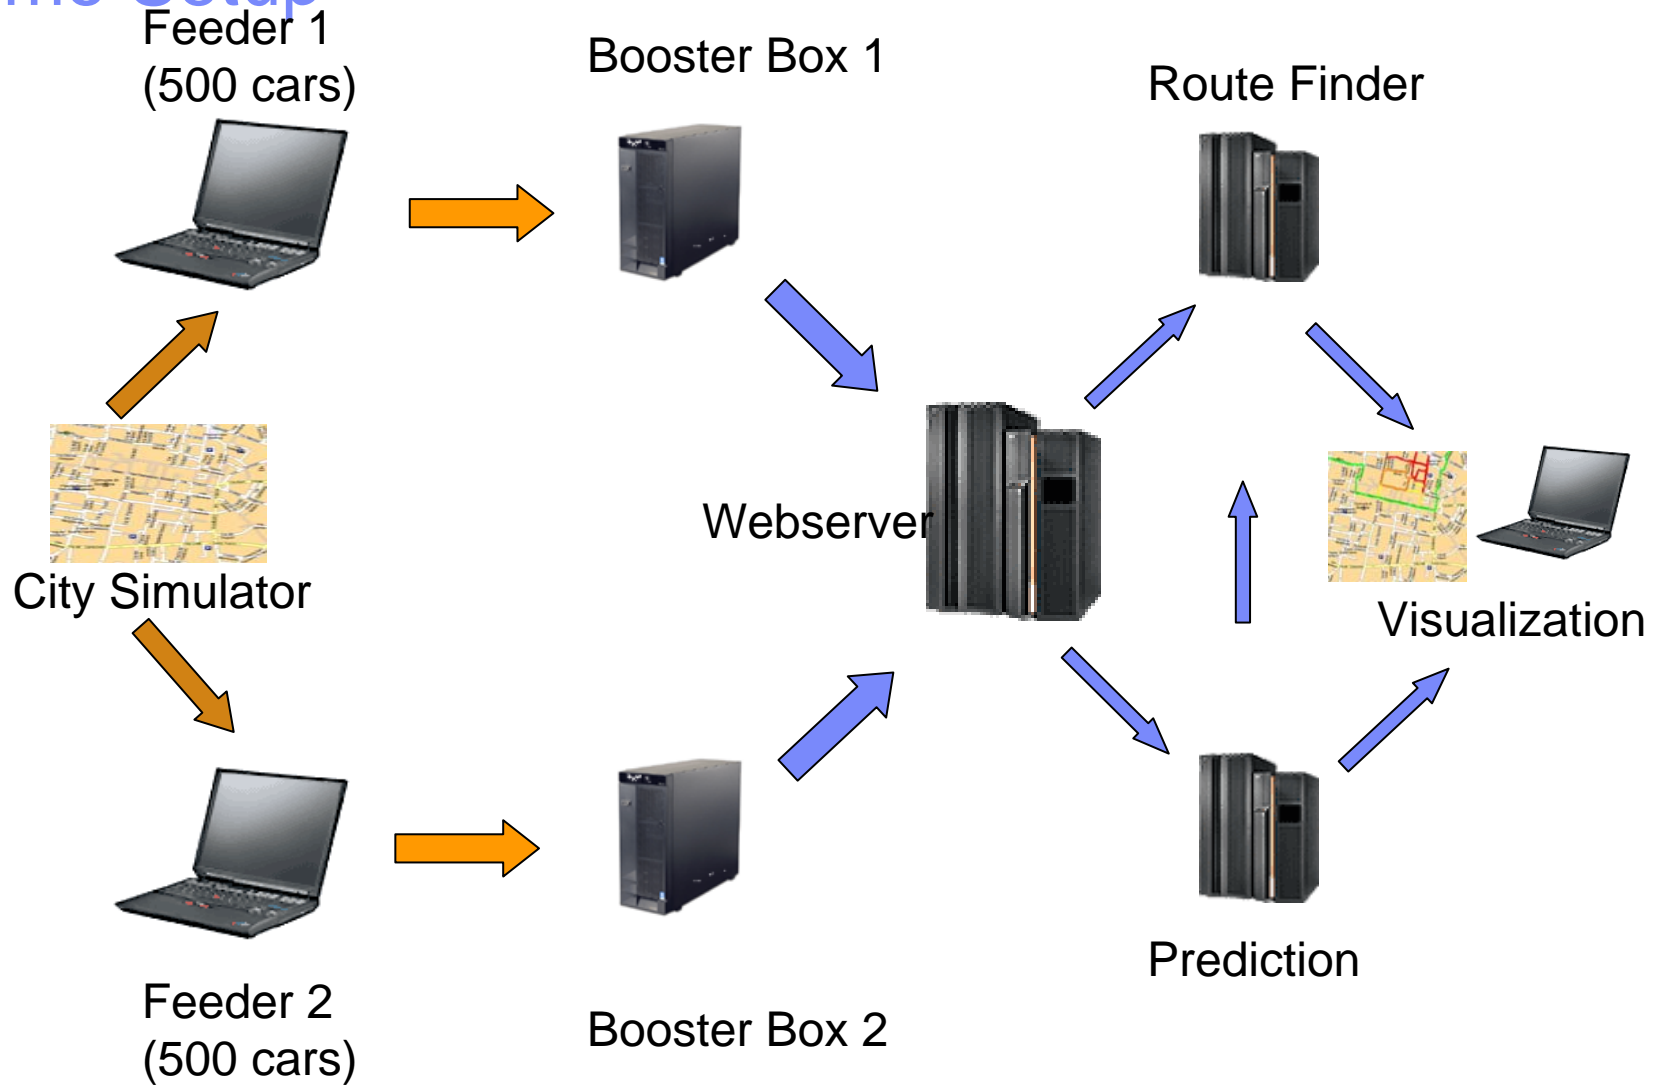 Setup
Feeder 1
(500 cars)
Booster Box 1
Route Finder
Webserver
City Simulator
Visualization
Prediction
Feeder 2
(500 cars)
Booster Box 2